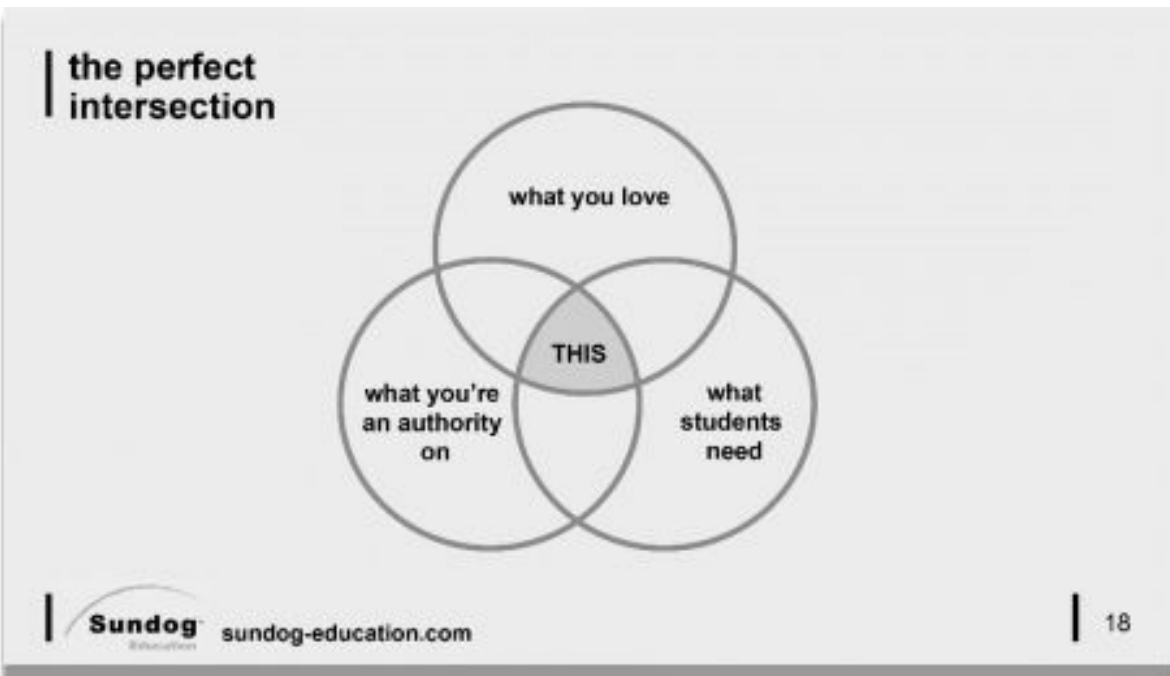 the perfect
intersection
what you love
THIS
what you're
an authority
on
what
students
need
Sundog
Education
sundog-education.com
18